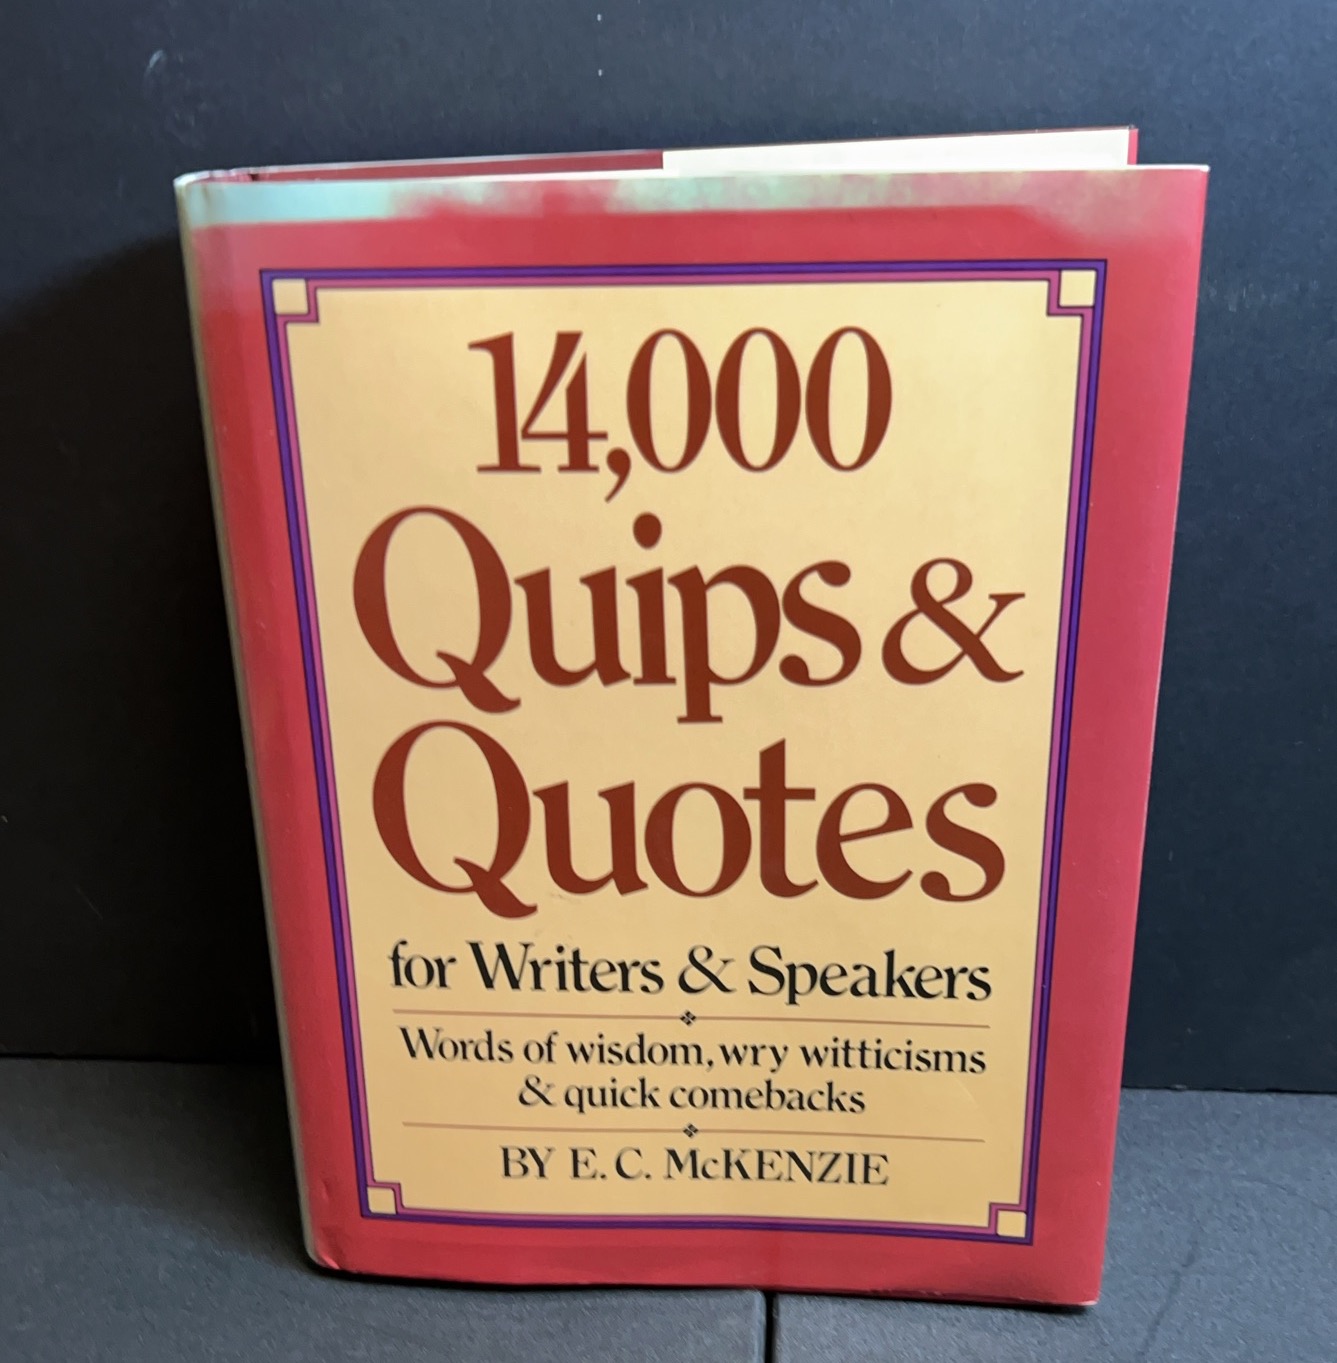 14,000
Quips &
Quotes
for Writers & Speakers
Words of wisdom, wry witticisms
& quick comebacks
BY E. C. McKENZIE